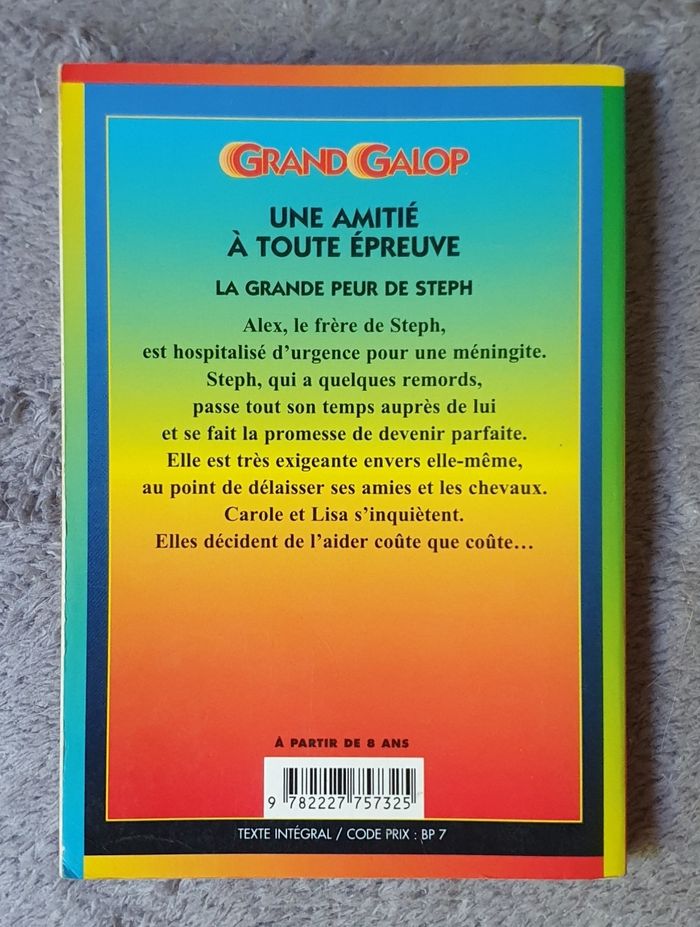 GRAND GALOP
UNE AMITIÉ
À TOUTE ÉPREUVE
LA GRANDE PEUR DE STEPH
Alex, le frère de Steph,
est hospitalisé d’urgence pour une méningite.
Steph, qui a quelques remords,
passe tout son temps auprès de lui
et se fait la promesse de devenir parfaite.
Elle est très exigeante envers elle-même,
au point de délaisser ses amies et les chevaux.
Carole et Lisa s’inquiètent.
Elles décident de l’aider coûte que coûte…
À PARTIR DE 8 ANS
9 782227 757325
TEXTE INTÉGRAL / CODE PRIX : BP 7